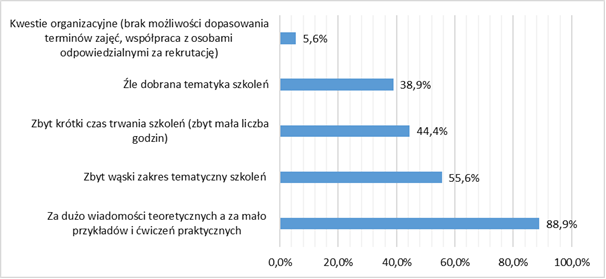 Kwestie organizacyjne (brak możliwości dopasowania
terminów zajęć, współpraca z osobami
odpowiedzialnymi za rekrutację)
5,6%
Źle dobrana tematyka szkoleń
38,9%
Zbyt krótki czas trwania szkoleń (zbyt mała liczba
godzin)
44,4%
Zbyt wąski zakres tematyczny szkoleń
55,6%
Za dużo wiadomości teoretycznych a za mało
przykładów i ćwiczeń praktycznych
88,9%
0,0% 20,0% 40,0% 60,0% 80,0% 100,0%